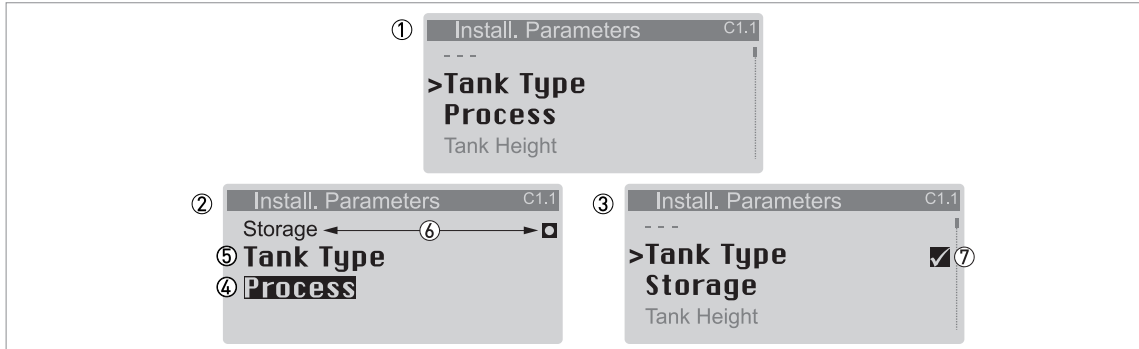 ① Install. Parameters C1.1
- - -
>Tank Type
Process
Tank Height
② Install. Parameters C1.1
Storage ⑥
⑤ Tank Type
④ Process
③ Install. Parameters C1.1
- - -
>Tank Type ⑦
Storage
Tank Height